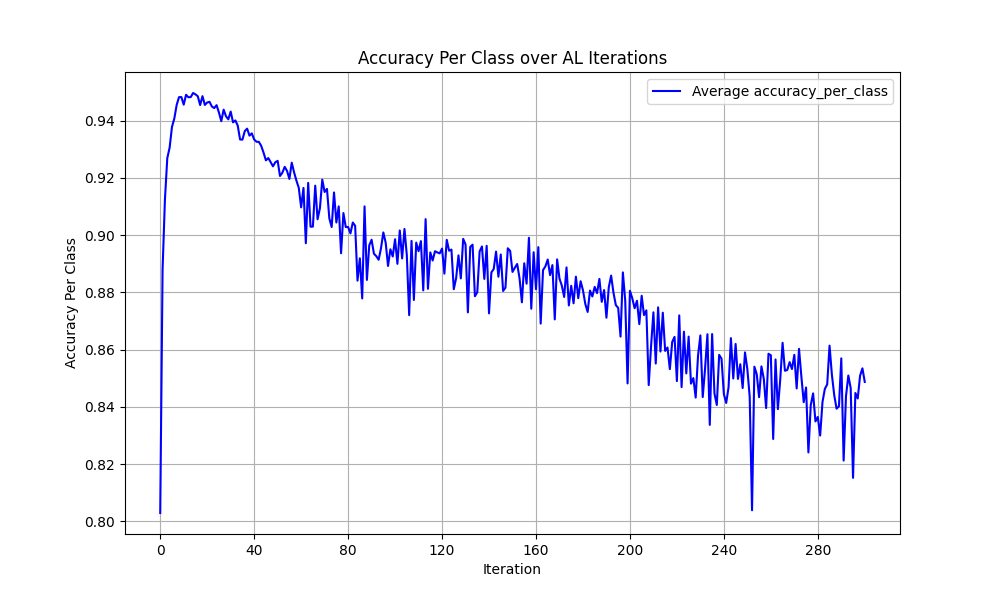 Accuracy Per Class over AL Iterations
Average accuracy_per_class
Accuracy Per Class
0.94
0.92
0.90
0.88
0.86
0.84
0.82
0.80
0 40 80 120 160 200 240 280
Iteration